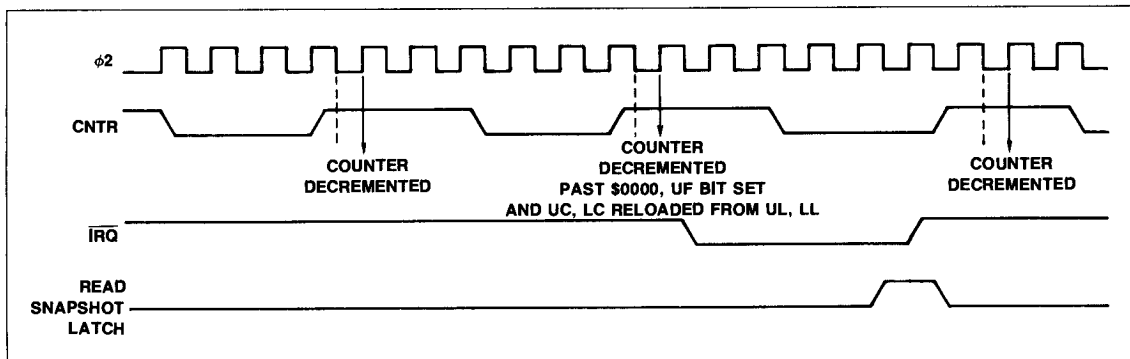 φ2
CNTR
COUNTER
DECREMENTED
COUNTER
DECREMENTED
PAST $0000, UF BIT SET
AND UC, LC RELOADED FROM UL, LL
COUNTER
DECREMENTED
IRQ
READ
SNAPSHOT
LATCH